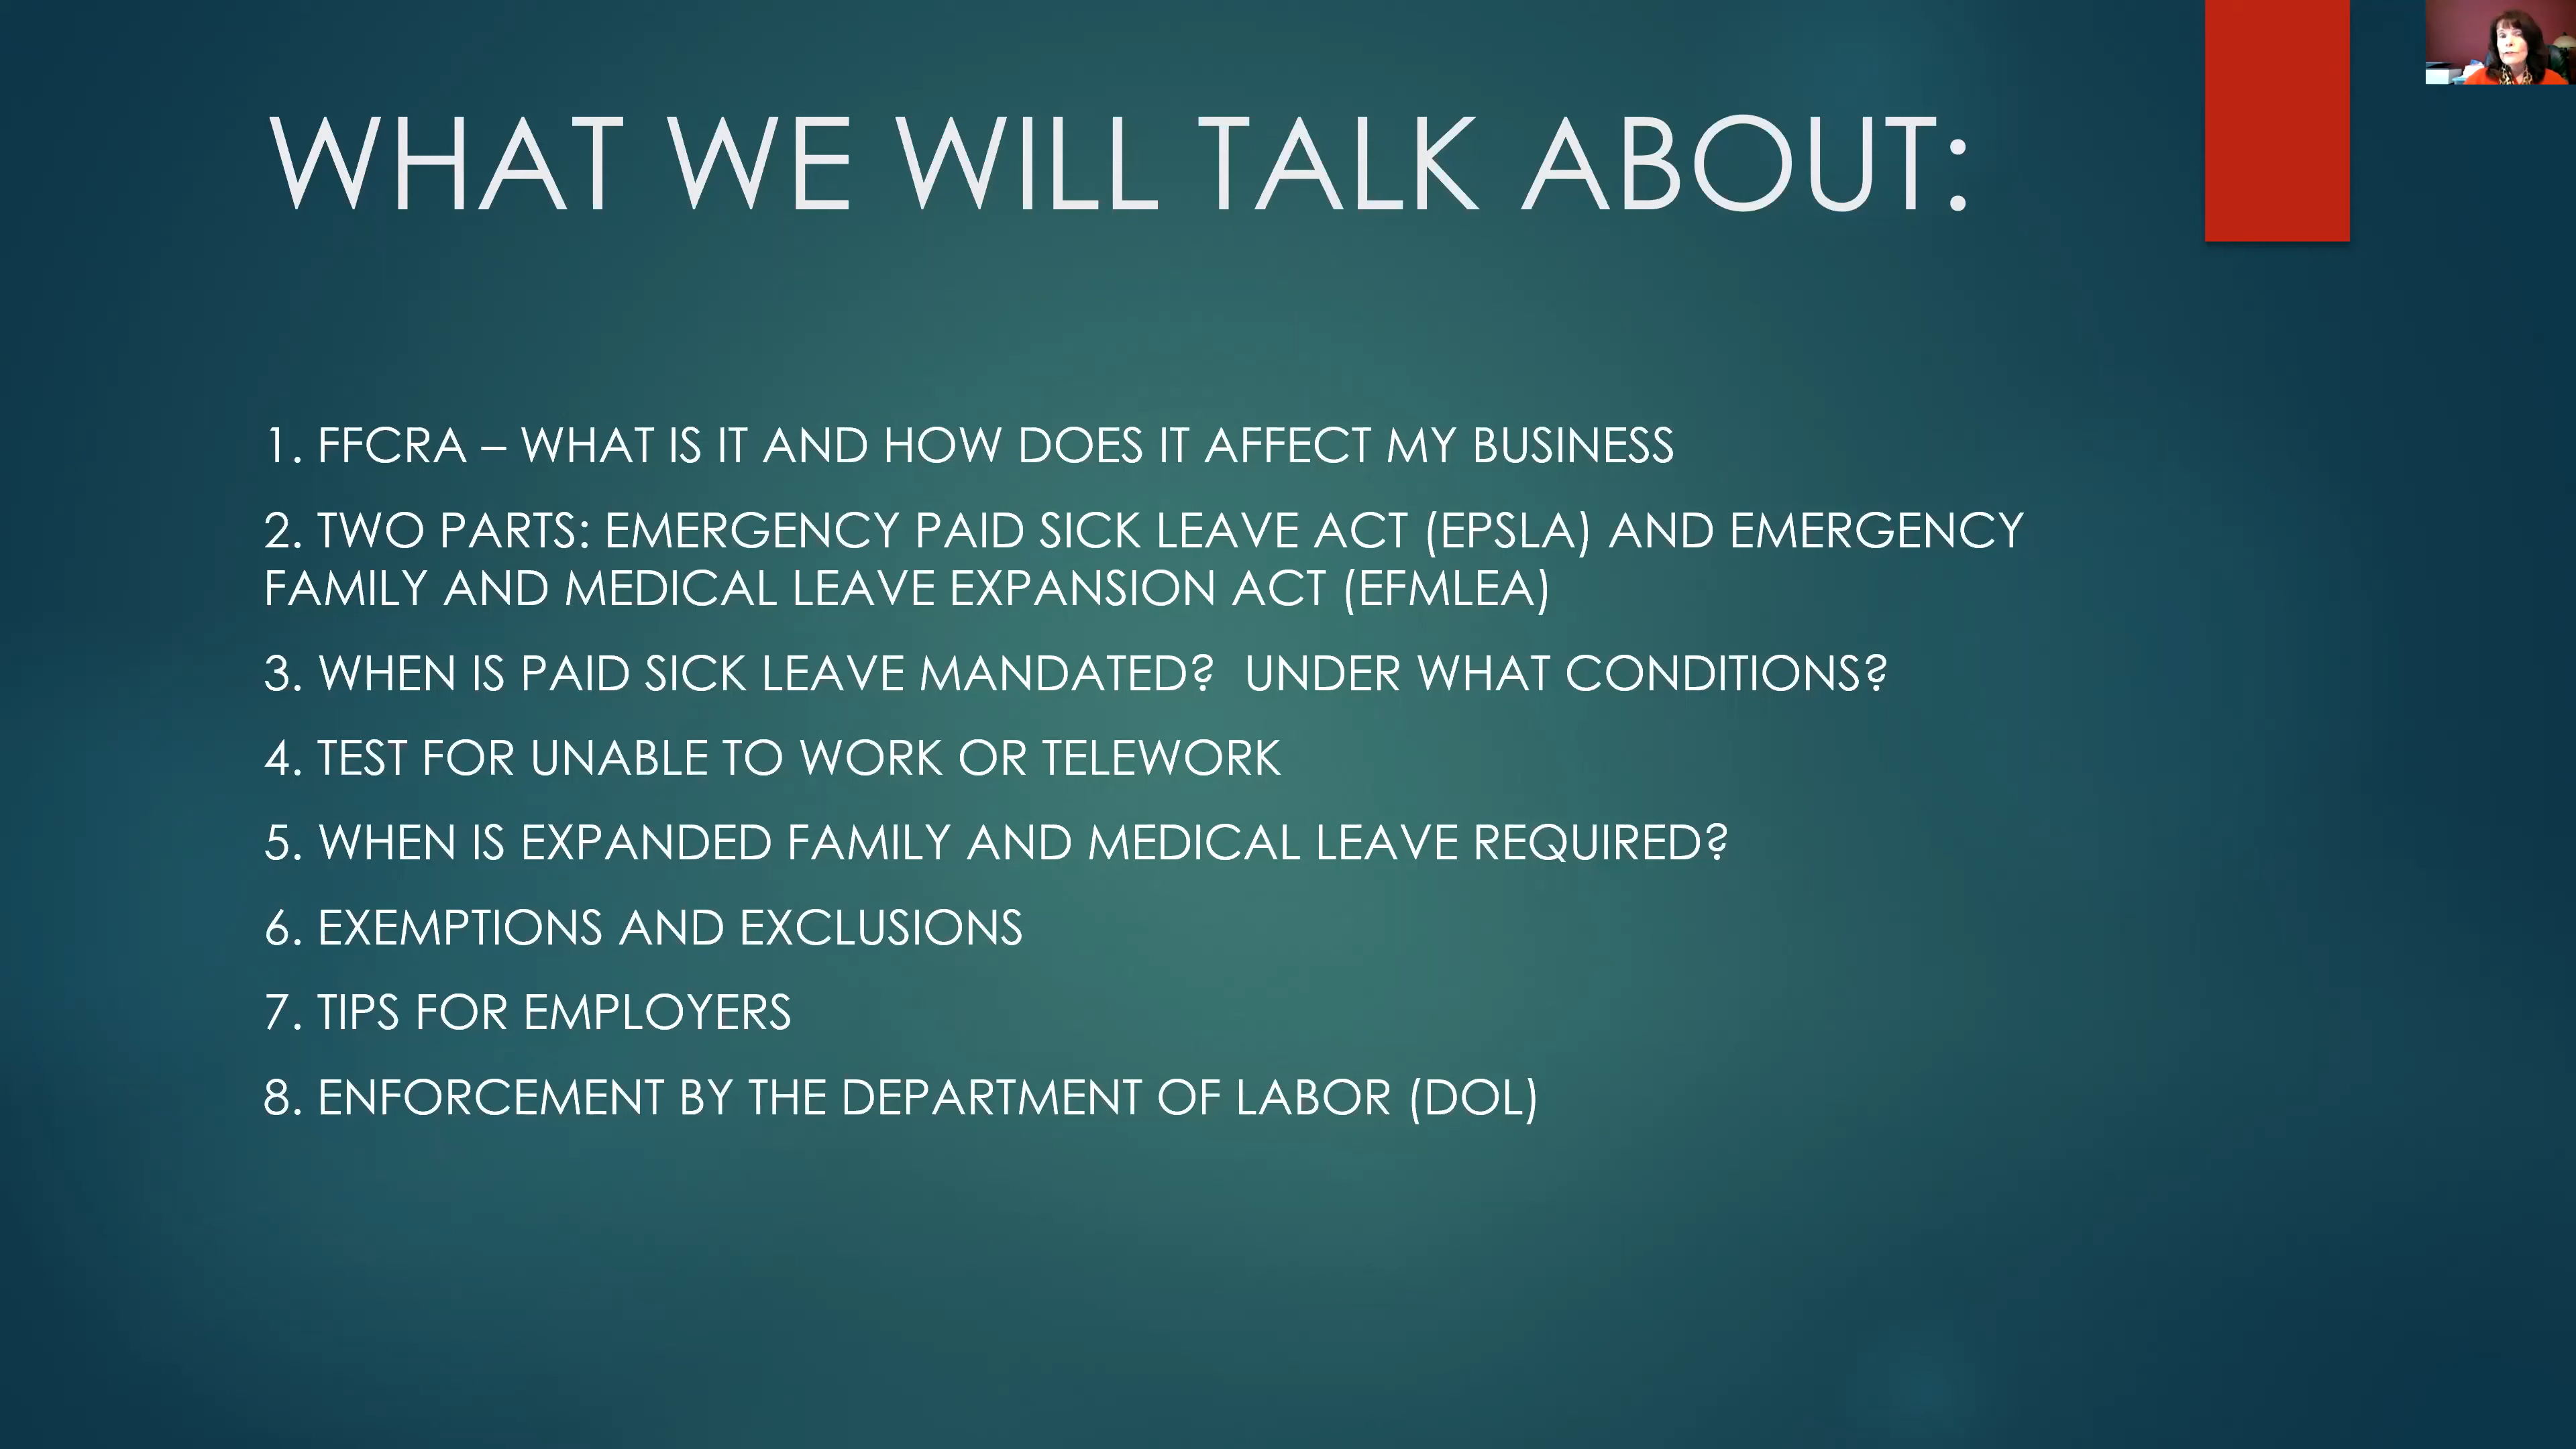 WHAT WE WILL TALK ABOUT:
1. FFCRA – WHAT IS IT AND HOW DOES IT AFFECT MY BUSINESS
2. TWO PARTS: EMERGENCY PAID SICK LEAVE ACT (EPSLA) AND EMERGENCY
FAMILY AND MEDICAL LEAVE EXPANSION ACT (EFMLEA)
3. WHEN IS PAID SICK LEAVE MANDATED?  UNDER WHAT CONDITIONS?
4. TEST FOR UNABLE TO WORK OR TELEWORK
5. WHEN IS EXPANDED FAMILY AND MEDICAL LEAVE REQUIRED?
6. EXEMPTIONS AND EXCLUSIONS
7. TIPS FOR EMPLOYERS
8. ENFORCEMENT BY THE DEPARTMENT OF LABOR (DOL)